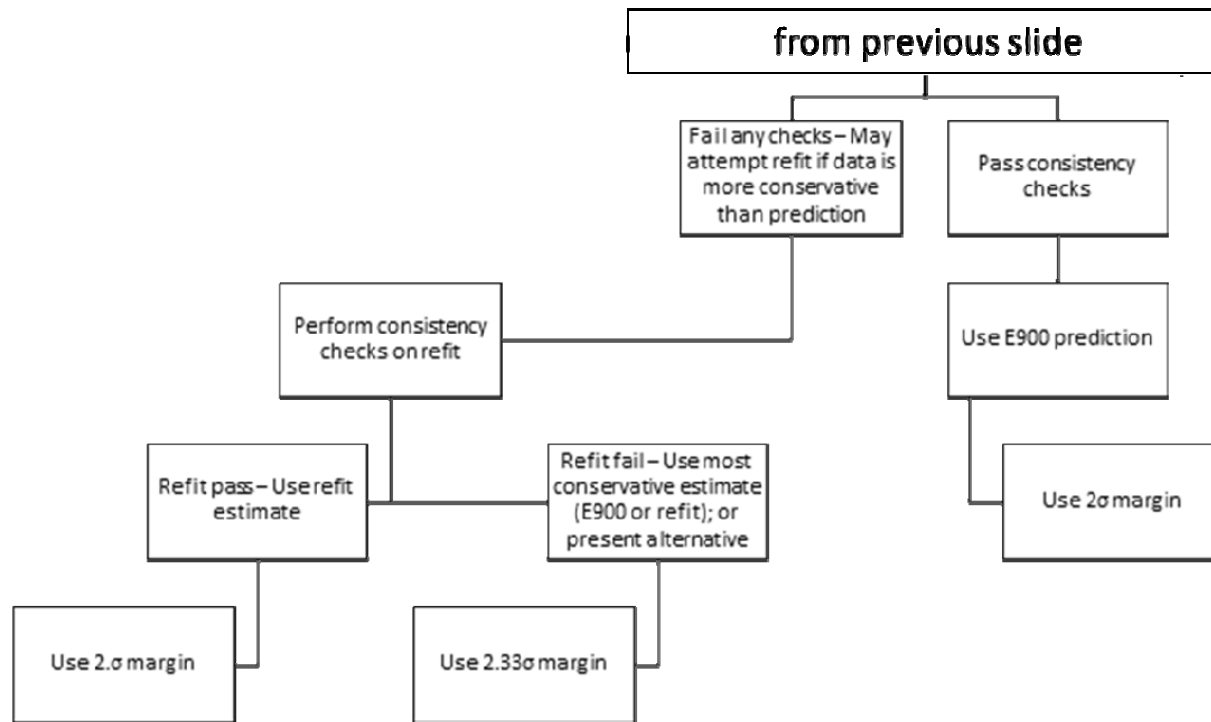 from previous slide
Fail any checks – May
attempt refit if data is
more conservative
than prediction
Pass consistency
checks
Perform consistency
checks on refit
Use E900 prediction
Refit pass – Use refit
estimate
Refit fail – Use most
conservative estimate
(E900 or refit); or
present alternative
Use 2σ margin
Use 2.σ margin
Use 2.33σ margin